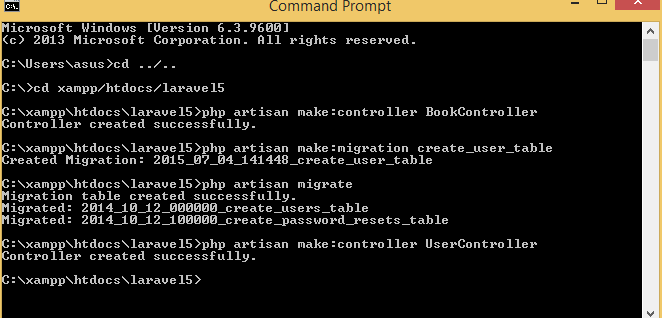 Command Prompt
Microsoft Windows [Version 6.3.9600]
(c) 2013 Microsoft Corporation. All rights reserved.
C:\Users\asus>cd ../..
C:\>cd xampp/htdocs/laravel5
C:\xampp\htdocs\laravel5>php artisan make:controller BookController
Controller created successfully.
C:\xampp\htdocs\laravel5>php artisan make:migration create_user_table
Created Migration: 2015_07_04_141448_create_user_table
C:\xampp\htdocs\laravel5>php artisan migrate
Migration table created successfully.
Migrated: 2014_10_12_000000_create_users_table
Migrated: 2014_10_12_100000_create_password_resets_table
C:\xampp\htdocs\laravel5>php artisan make:controller UserController
Controller created successfully.
C:\xampp\htdocs\laravel5>